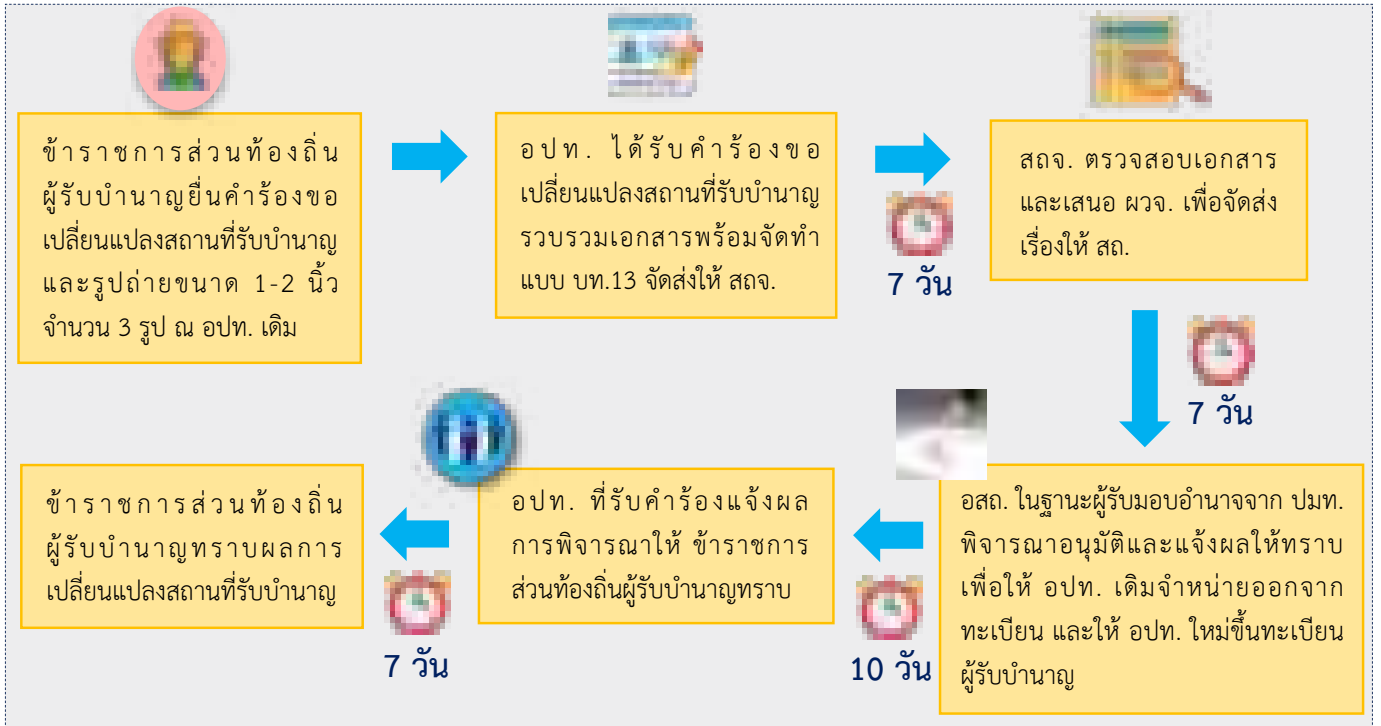 ข้าราชการส่วนท้องถิ่น
ผู้รับบำนาญยื่นคำร้องขอ
เปลี่ยนแปลงสถานที่รับบำนาญ
และรูปถ่ายขนาด 1-2 นิ้ว
จำนวน 3 รูป ณ อปท. เดิม
อปท. ได้รับคำร้องขอ
เปลี่ยนแปลงสถานที่รับบำนาญ
รวบรวมเอกสารพร้อมจัดทำ
แบบ บท.13 จัดส่งให้ สถจ.
7 วัน
สถจ. ตรวจสอบเอกสาร
และเสนอ ผวจ. เพื่อจัดส่ง
เรื่องให้ สถ.
7 วัน
อสถ. ในฐานะผู้รับมอบอำนาจจาก ปมท.
พิจารณาอนุมัติและแจ้งผลให้ทราบ
เพื่อให้ อปท. เดิมจำหน่ายออกจาก
ทะเบียน และให้ อปท. ใหม่ขึ้นทะเบียน
ผู้รับบำนาญ
10 วัน
อปท. ที่รับคำร้องแจ้งผล
การพิจารณาให้ ข้าราชการ
ส่วนท้องถิ่นผู้รับบำนาญทราบ
7 วัน
ข้าราชการส่วนท้องถิ่น
ผู้รับบำนาญทราบผลการ
เปลี่ยนแปลงสถานที่รับบำนาญ